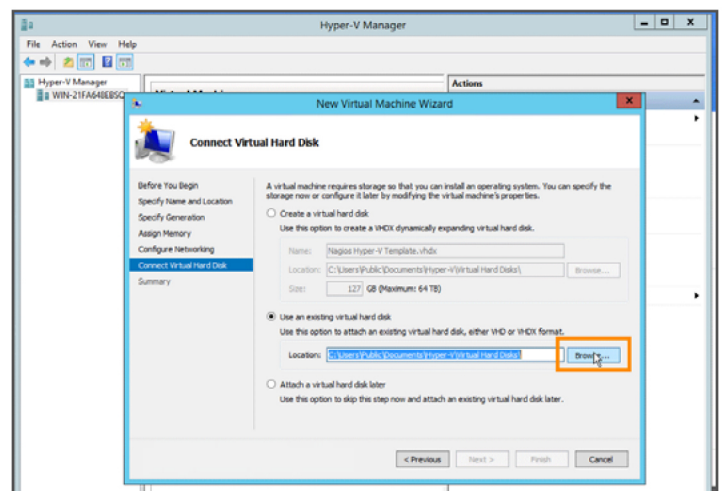 Hyper-V Manager
File Action View Help
Hyper-V Manager
Actions
New Virtual Machine Wizard
Connect Virtual Hard Disk
Before You Begin
Specify Name and Location
Specify Generation
Assign Memory
Configure Networking
Connect Virtual Hard Disk
Summary
A virtual machine requires storage so that you can install an operating system. You can specify the
storage now or configure it later by modifying the virtual machine's properties.
Create a virtual hard disk
Use this option to create a VHDX dynamically expanding virtual hard disk.
Name: Nagios Hyper-V Template.vhdx
Location: C:\Users\Public\Documents\Hyper-V\Virtual Hard Disks\ Browse...
Size: 127 GB (Maximum: 64 TB)
Use an existing virtual hard disk
Use this option to attach an existing virtual hard disk, either VHD or VHDX format.
Location: C:\Users\Public\Documents\Hyper-V\Virtual Hard Disks\ Browse...
Attach a virtual hard disk later
Use this option to skip this step now and attach an existing virtual hard disk later.
< Previous Next > Finish Cancel